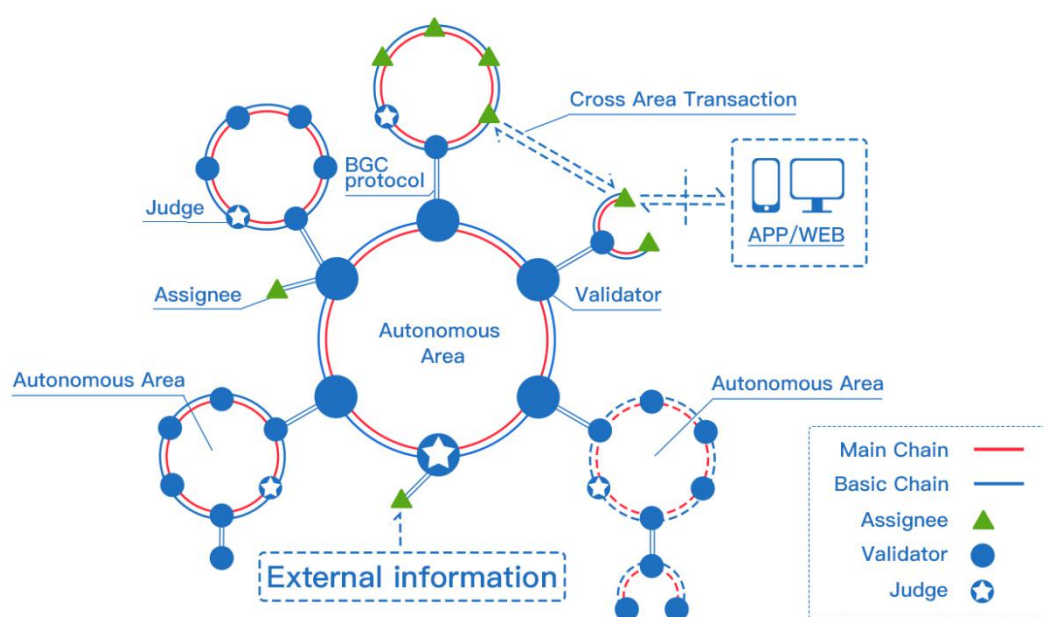 Cross Area Transaction
BGC
protocol
Judge
APP/WEB
Assignee
Validator
Autonomous
Area
Autonomous Area
Autonomous Area
External information
Main Chain
Basic Chain
Assignee
Validator
Judge